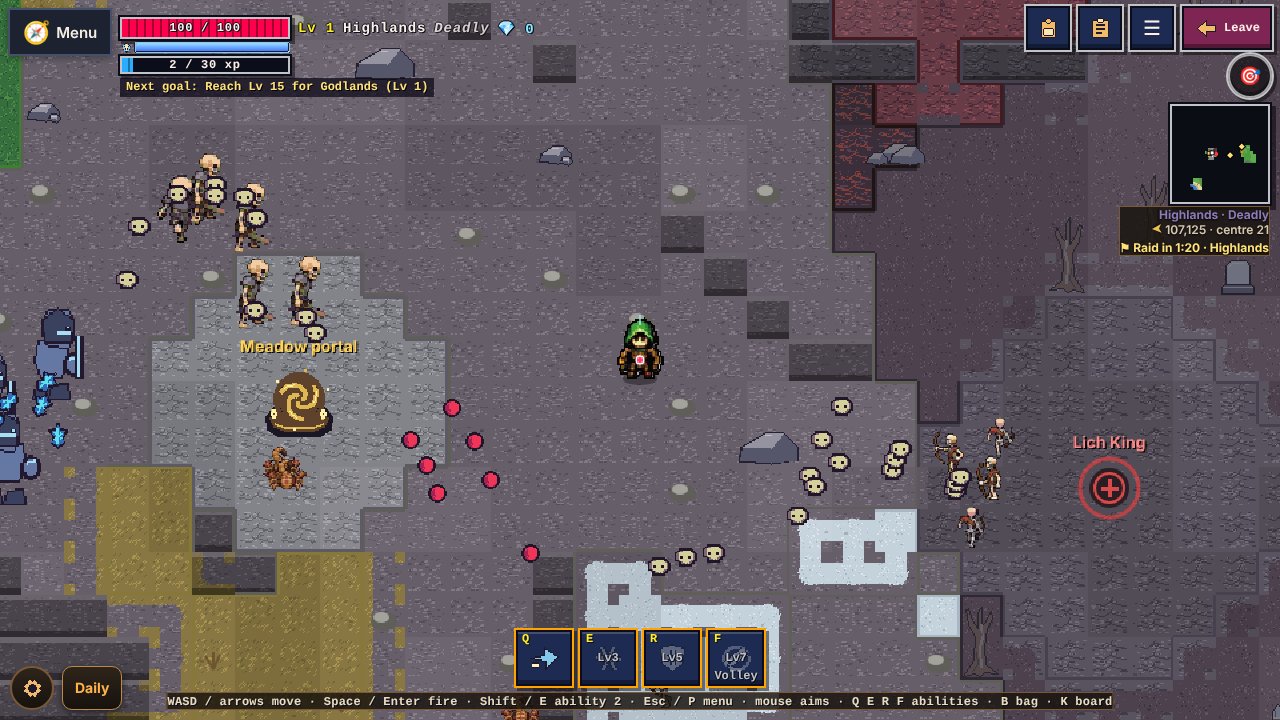 Menu
100 / 100
Lv 1 Highlands Deadly 0
2 / 30 xp
Next goal: Reach Lv 15 for Godlands (Lv 1)
Leave
Highlands · Deadly
107,125 · centre 21
Raid in 1:20 · Highlands
Meadow portal
Lich King
Q
E
Lv3
R
Lv5
F
Lv7
Volley
Daily
WASD / arrows move · Space / Enter fire · Shift / E ability 2 · Esc / P menu · mouse aims · Q E R F abilities · B bag · K board